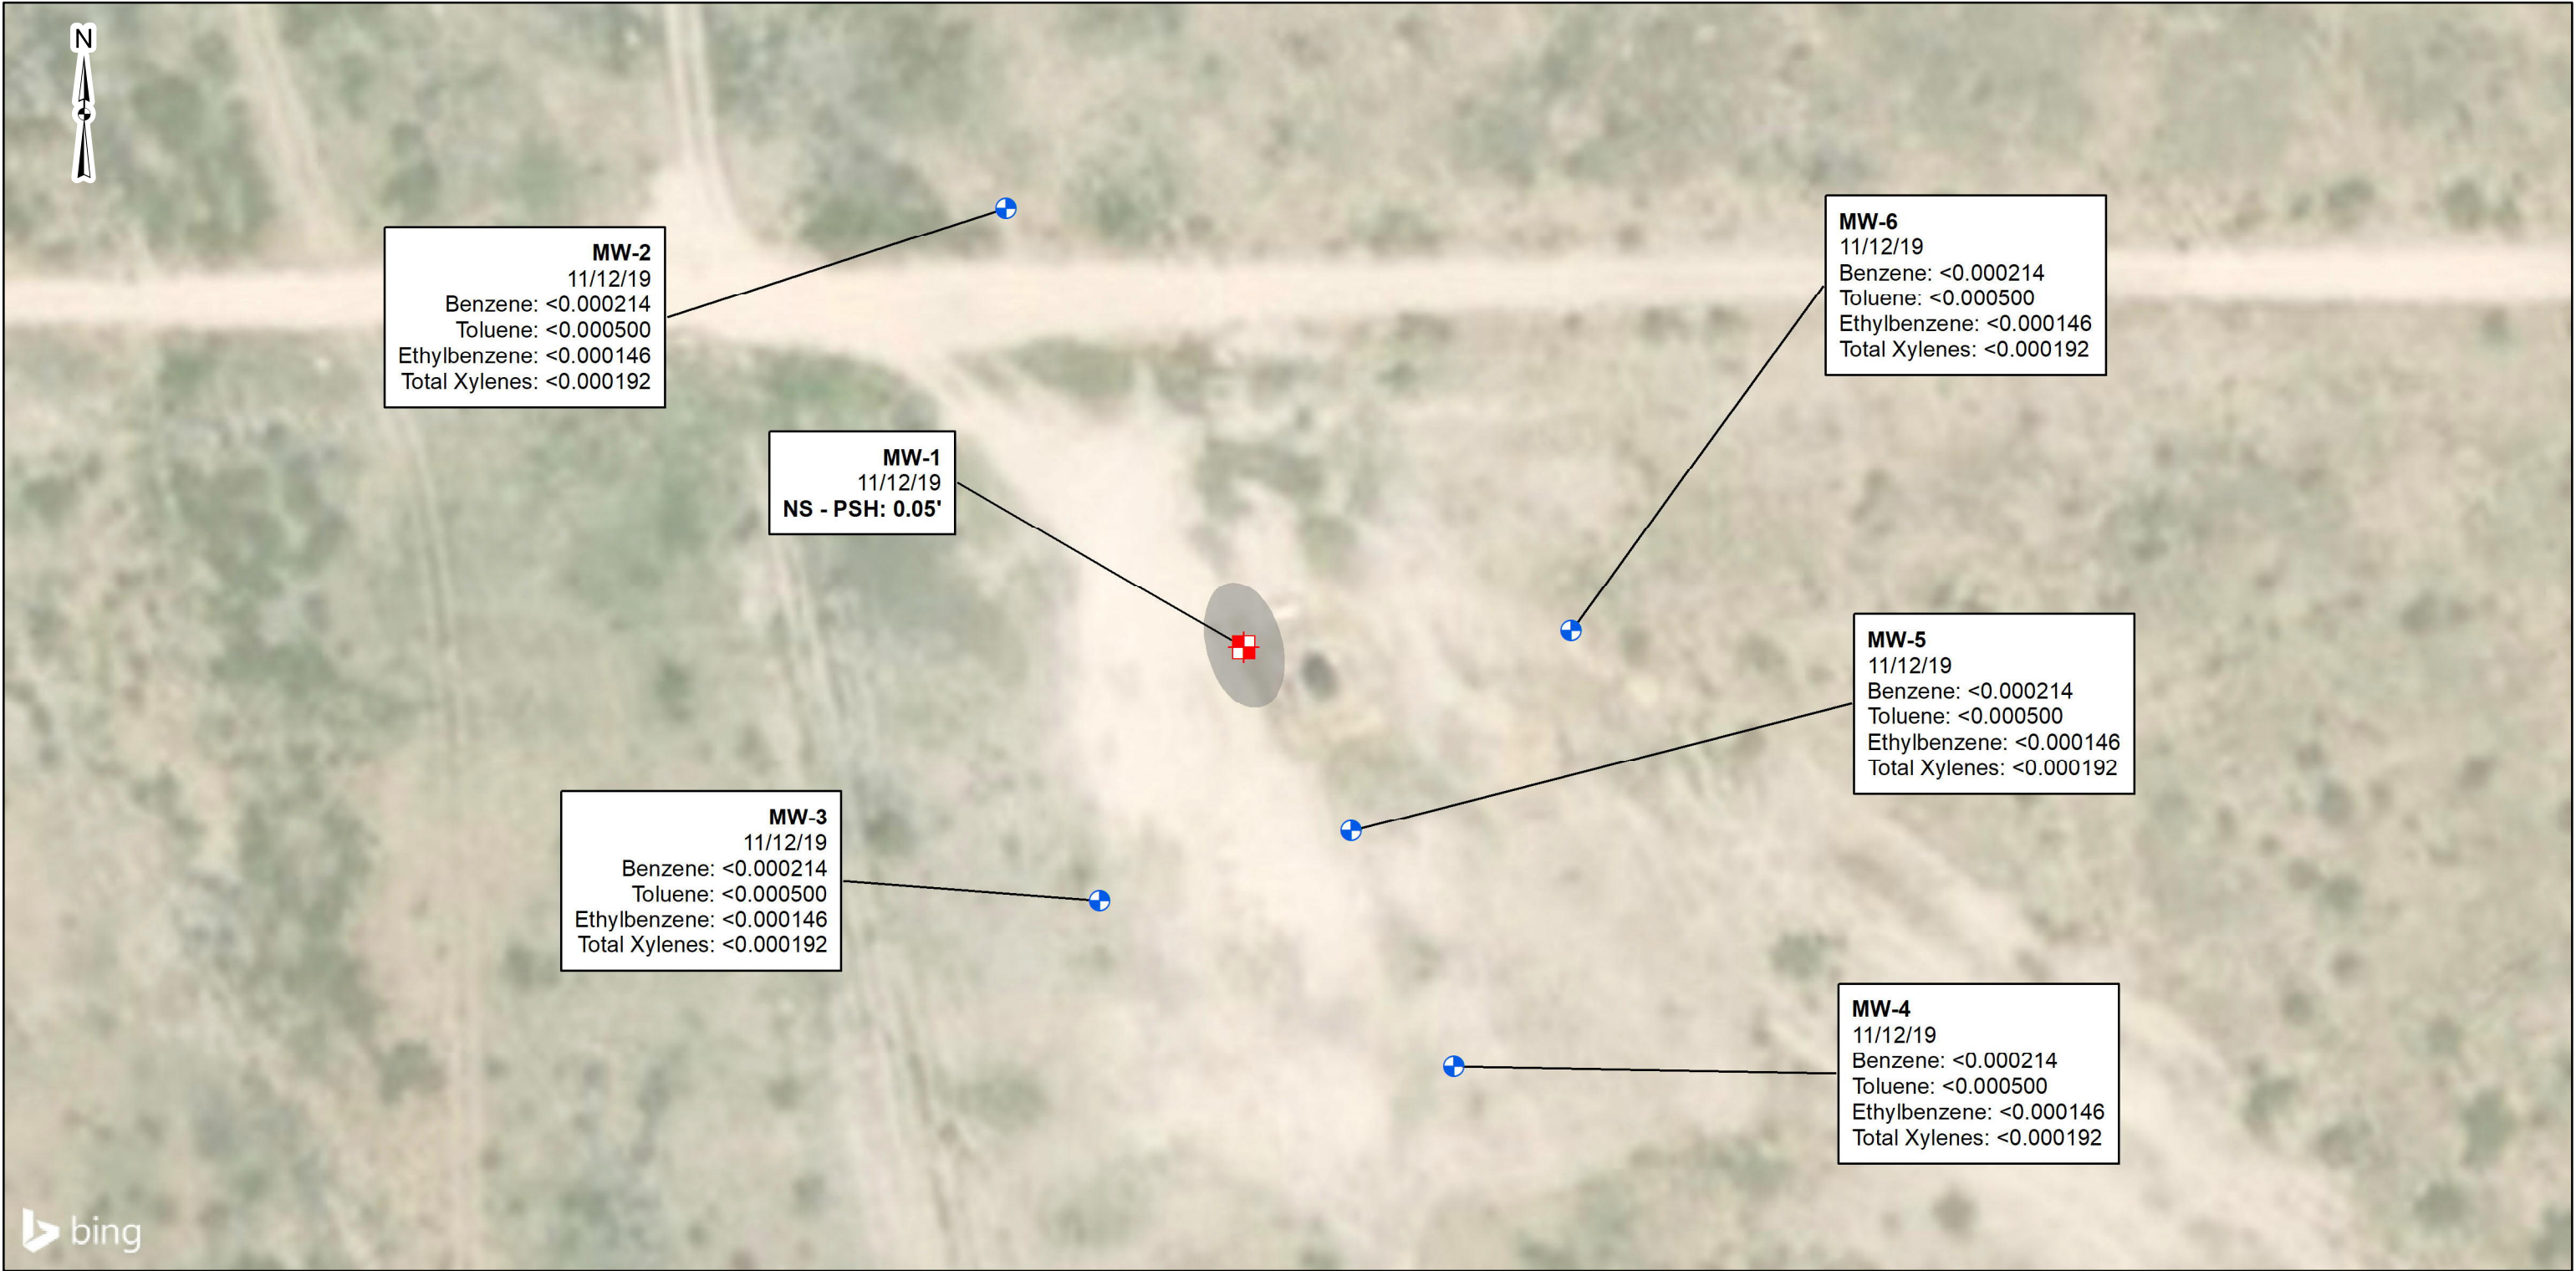 N
MW-2
11/12/19
Benzene: <0.000214
Toluene: <0.000500
Ethylbenzene: <0.000146
Total Xylenes: <0.000192
MW-6
11/12/19
Benzene: <0.000214
Toluene: <0.000500
Ethylbenzene: <0.000146
Total Xylenes: <0.000192
MW-1
11/12/19
NS - PSH: 0.05'
MW-5
11/12/19
Benzene: <0.000214
Toluene: <0.000500
Ethylbenzene: <0.000146
Total Xylenes: <0.000192
MW-3
11/12/19
Benzene: <0.000214
Toluene: <0.000500
Ethylbenzene: <0.000146
Total Xylenes: <0.000192
MW-4
11/12/19
Benzene: <0.000214
Toluene: <0.000500
Ethylbenzene: <0.000146
Total Xylenes: <0.000192
bing